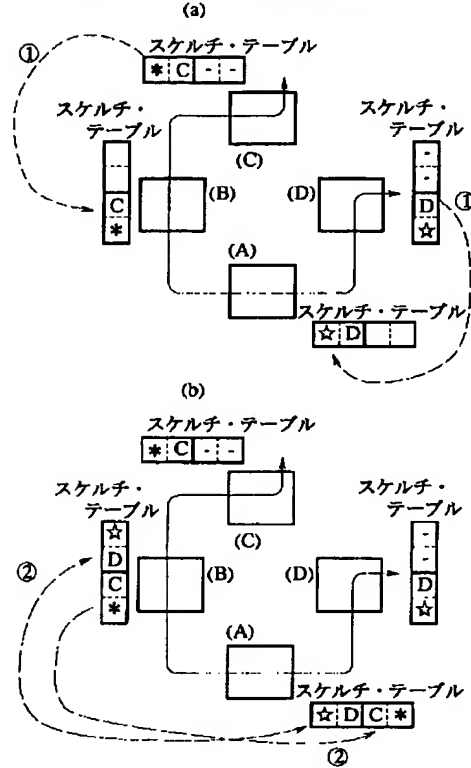 (a)
①
スケルチ・テーブル
* C - -
スケルチ・
テーブル
C
*
(C)
(B)
(D)
(A)
スケルチ・
テーブル
-
-
D
☆
①
スケルチ・テーブル
☆ D
(b)
スケルチ・テーブル
* C - -
スケルチ・
テーブル
☆
D
C
*
②
(C)
(B)
(D)
(A)
スケルチ・
テーブル
-
-
D
☆
スケルチ・テーブル
☆ D C *
②